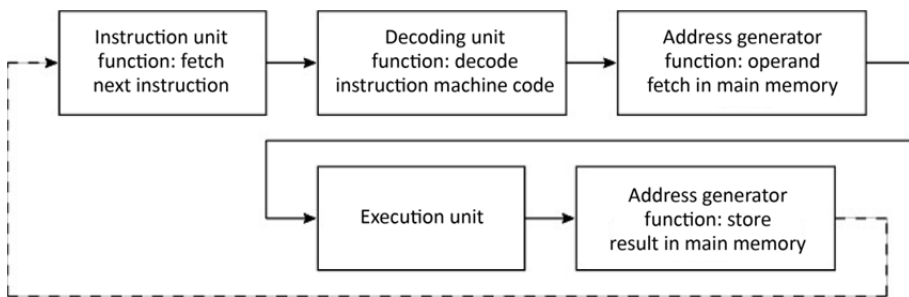 Instruction unit
function: fetch
next instruction
Decoding unit
function: decode
instruction machine code
Address generator
function: operand
fetch in main memory
Execution unit
Address generator
function: store
result in main memory